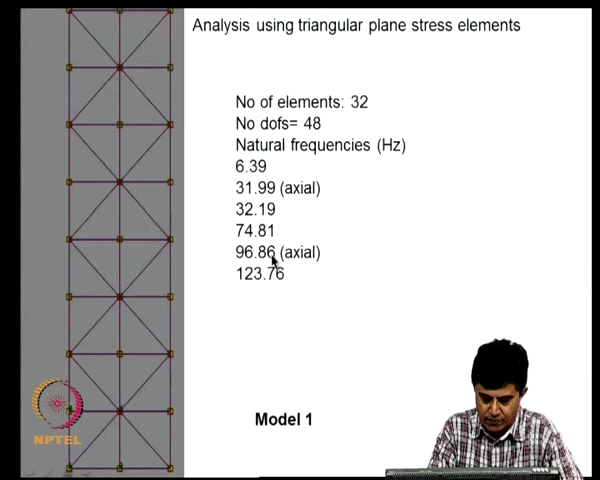 Analysis using triangular plane stress elements
No of elements: 32
No dofs= 48
Natural frequencies (Hz)
6.39
31.99 (axial)
32.19
74.81
96.86 (axial)
123.76
Model 1
NPTEL